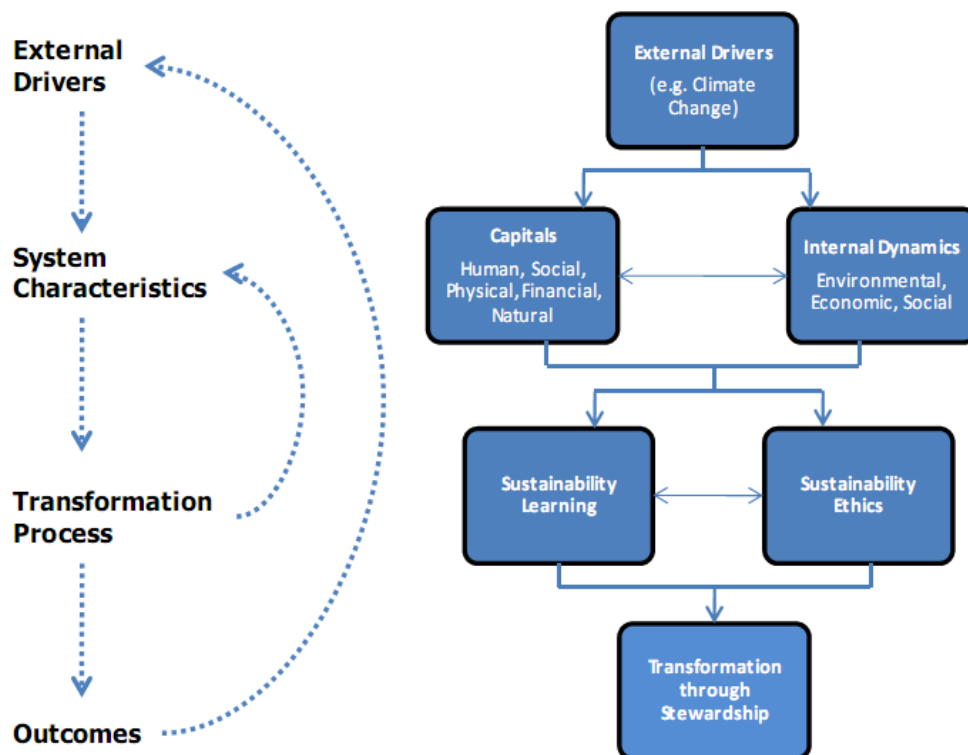 External
Drivers
System
Characteristics
Transformation
Process
Outcomes
External Drivers
(e.g. Climate
Change)
Capitals
Human, Social,
Physical, Financial,
Natural
Internal Dynamics
Environmental,
Economic, Social
Sustainability
Learning
Sustainability
Ethics
Transformation
through
Stewardship